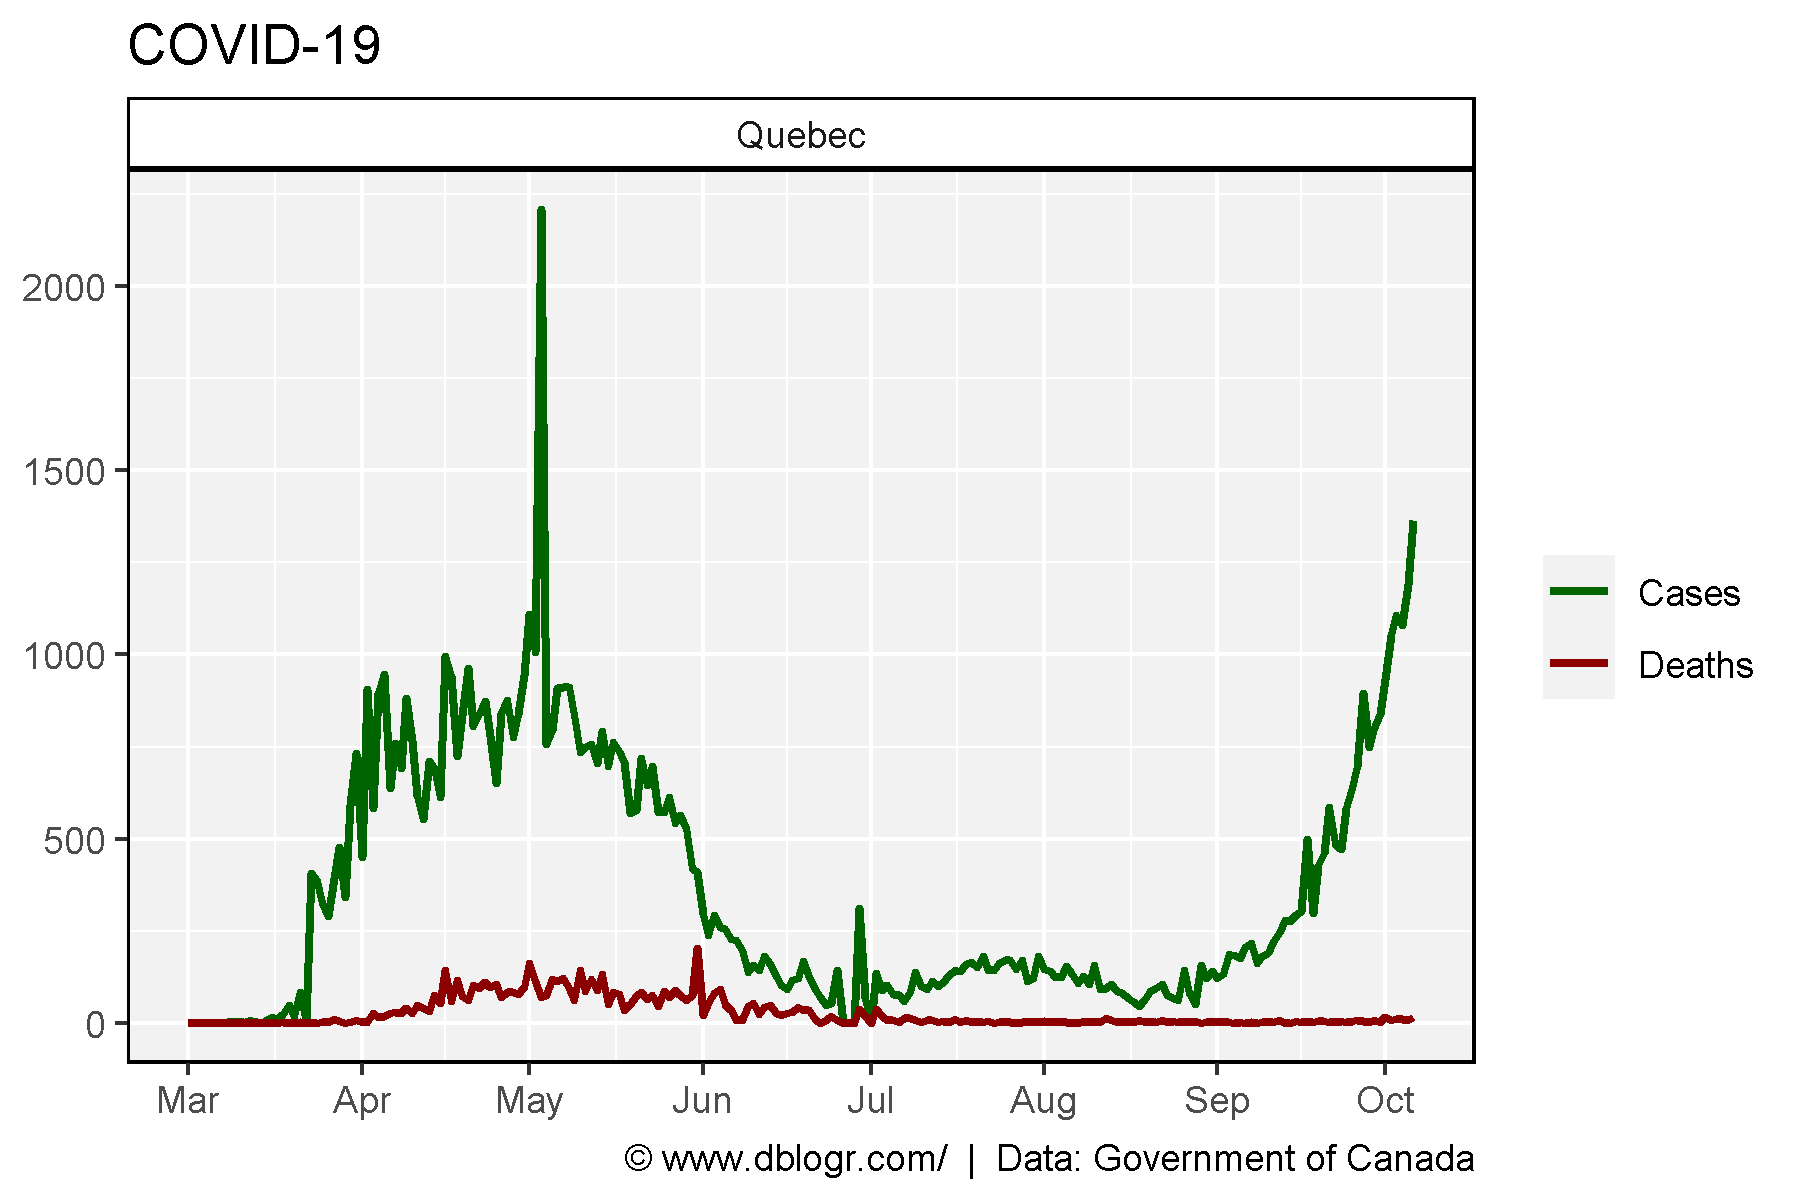 COVID-19
Quebec
2000
1500
1000
500
0
Mar Apr May Jun Jul Aug Sep Oct
Cases
Deaths
© www.dblogr.com/ | Data: Government of Canada